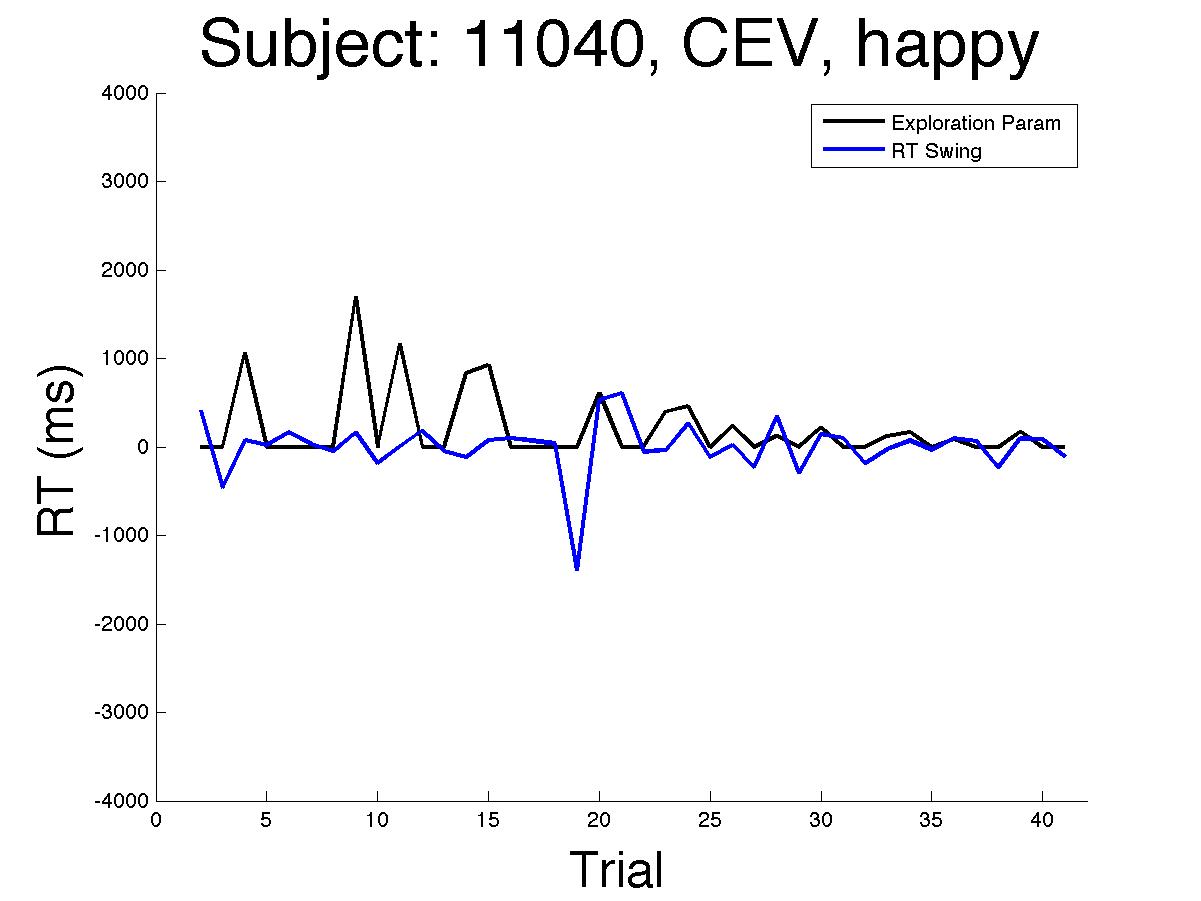 Subject: 11040, CEV, happy
4000
3000
2000
1000
0
-1000
-2000
-3000
-4000
RT (ms)
Exploration Param
RT Swing
0 5 10 15 20 25 30 35 40
Trial